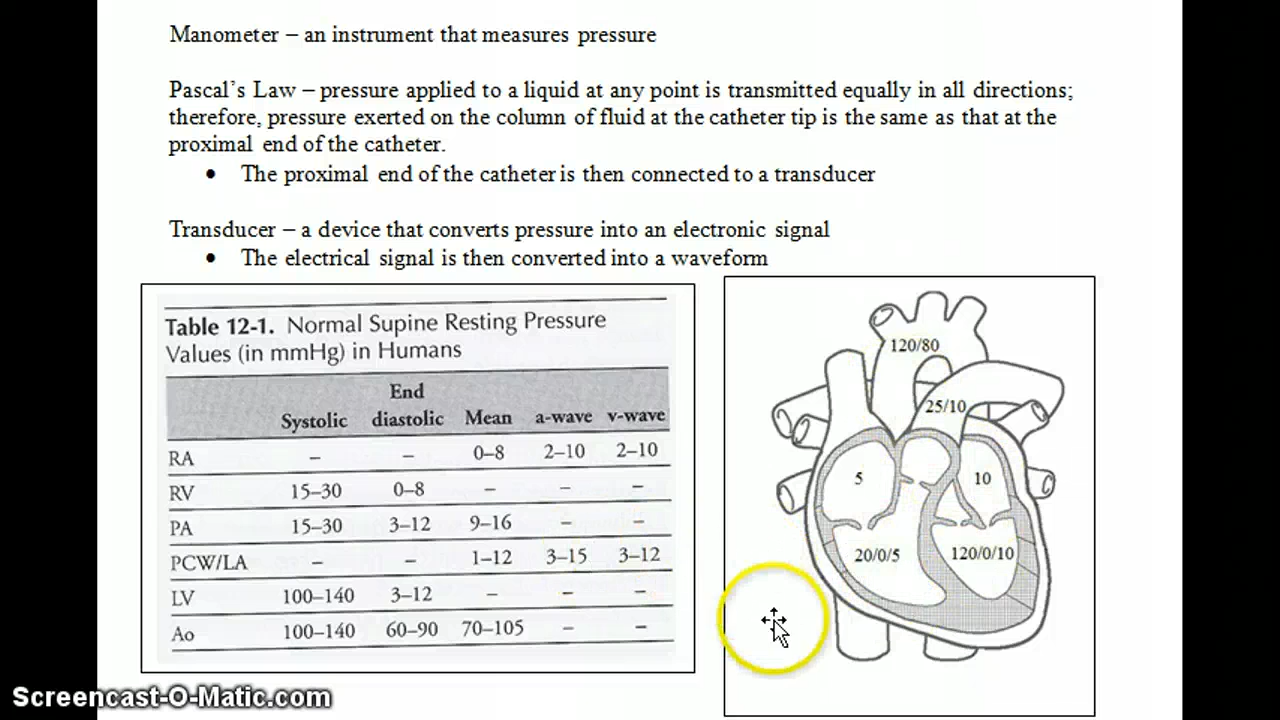 Manometer – an instrument that measures pressure
Pascal's Law – pressure applied to a liquid at any point is transmitted equally in all directions;
therefore, pressure exerted on the column of fluid at the catheter tip is the same as that at the
proximal end of the catheter.
• The proximal end of the catheter is then connected to a transducer
Transducer – a device that converts pressure into an electronic signal
• The electrical signal is then converted into a waveform
Table 12-1. Normal Supine Resting Pressure
Values (in mmHg) in Humans
End
Systolic diastolic Mean a-wave v-wave
RA – – 0–8 2–10 2–10
RV 15–30 0–8 – – –
PA 15–30 3–12 9–16 – –
PCW/LA – – 1–12 3–15 3–12
LV 100–140 3–12 – – –
Ao 100–140 60–90 70–105 – –
120/80
25/10
5 10
20/0/5 120/0/10
Screencast-O-Matic.com